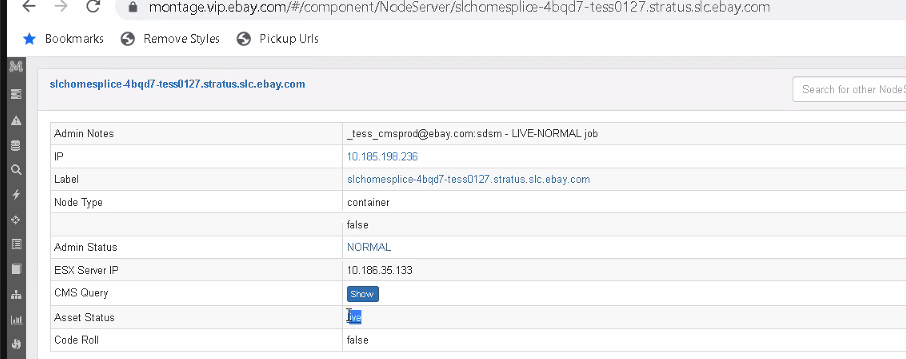 montage.vip.ebay.com/#/component/NodeServer/slchomesplice-4bqd7-tess0127.stratus.slc.ebay.com
Bookmarks Remove Styles Pickup Urls
slchomesplice-4bqd7-tess0127.stratus.slc.ebay.com
Search for other NodeS
Admin Notes _tess_cmsprod@ebay.com:sdsm - LIVE-NORMAL job
IP 10.185.198.236
Label slchomesplice-4bqd7-tess0127.stratus.slc.ebay.com
Node Type container
false
Admin Status NORMAL
ESX Server IP 10.186.35.133
CMS Query Show
Asset Status live
Code Roll false